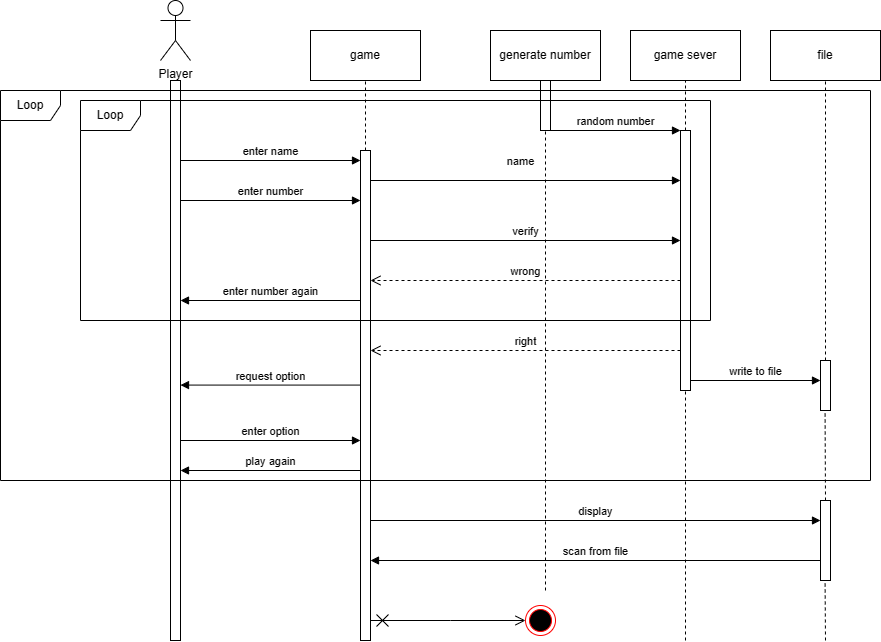 Player
game
generate number
game sever
file
Loop
Loop
random number
enter name
name
enter number
verify
wrong
enter number again
right
request option
write to file
enter option
play again
display
scan from file